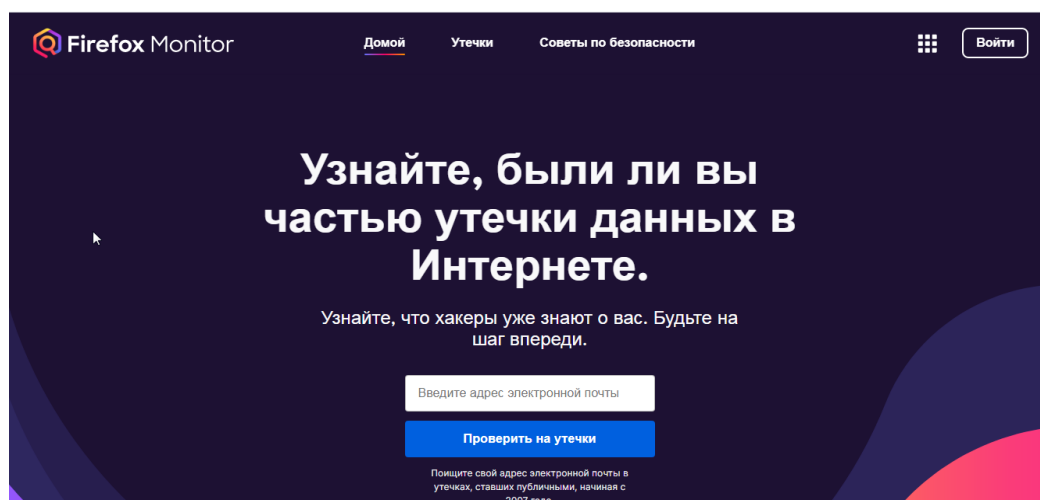 Firefox Monitor
Домой
Утечки
Советы по безопасности
Войти
Узнайте, были ли вы
частью утечки данных в
Интернете.
Узнайте, что хакеры уже знают о вас. Будьте на
шаг впереди.
Введите адрес электронной почты
Проверить на утечки
Поищите свой адрес электронной почты в
утечках, ставших публичными, начиная с
2007 года